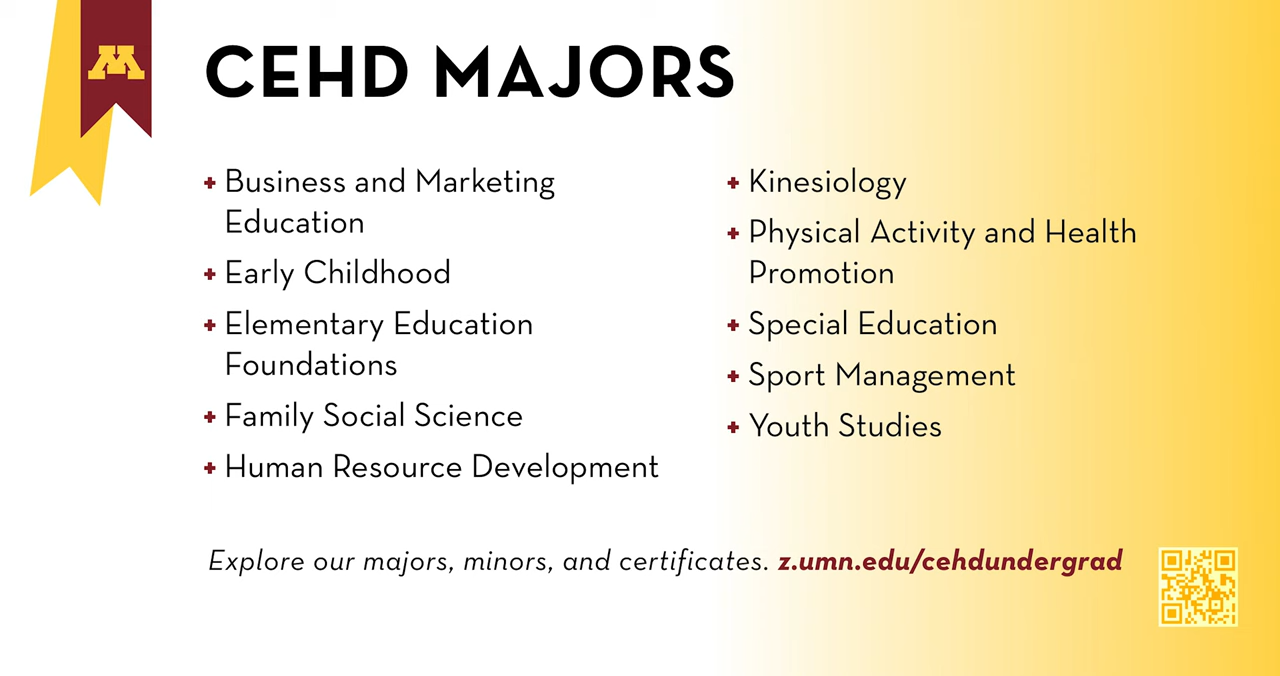 M
CEHD MAJORS
+ Business and Marketing
Education
+ Early Childhood
+ Elementary Education
Foundations
+ Family Social Science
+ Human Resource Development
+ Kinesiology
+ Physical Activity and Health
Promotion
+ Special Education
+ Sport Management
+ Youth Studies
Explore our majors, minors, and certificates. z.umn.edu/cehdundergrad